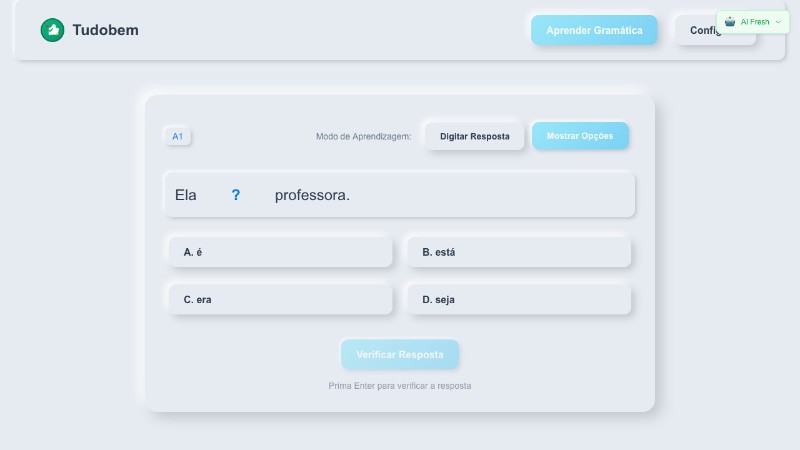 Tudobem
Aprender Gramática
Config
AI Fresh
A1
Modo de Aprendizagem:
Digitar Resposta
Mostrar Opções
Ela ? professora.
A. é
B. está
C. era
D. seja
Verificar Resposta
Prima Enter para verificar a resposta